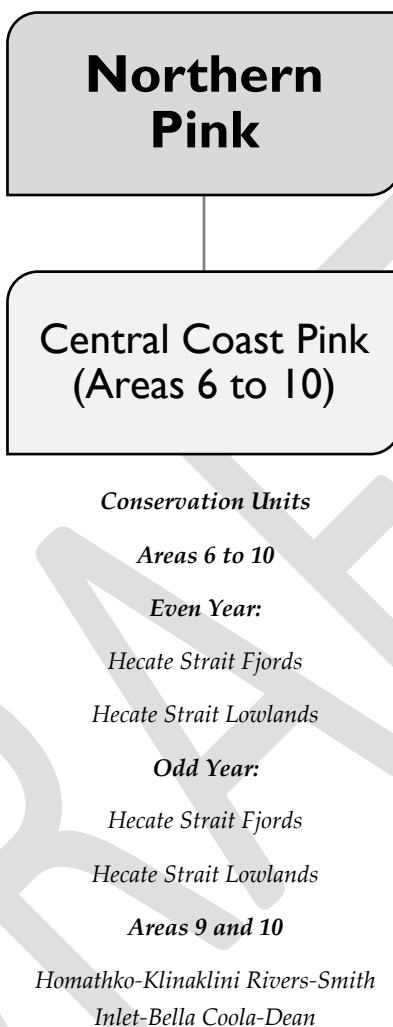 Northern
Pink
Central Coast Pink
(Areas 6 to 10)
Conservation Units
Areas 6 to 10
Even Year:
Hecate Strait Fjords
Hecate Strait Lowlands
Odd Year:
Hecate Strait Fjords
Hecate Strait Lowlands
Areas 9 and 10
Homathko-Klinaklini Rivers-Smith
Inlet-Bella Coola-Dean